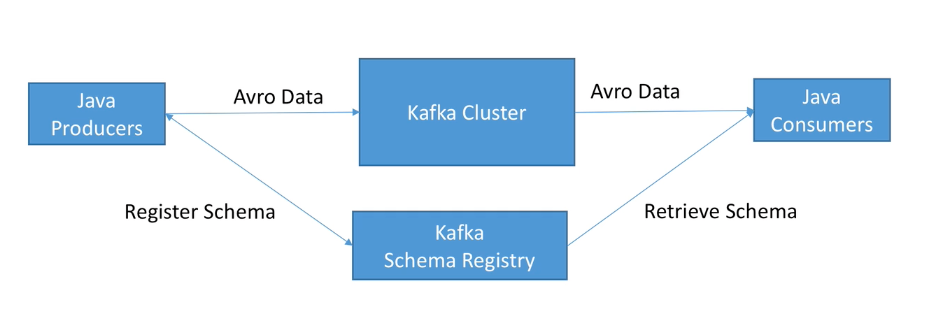 Java
Producers
Avro Data
Kafka Cluster
Avro Data
Java
Consumers
Register Schema
Kafka
Schema Registry
Retrieve Schema